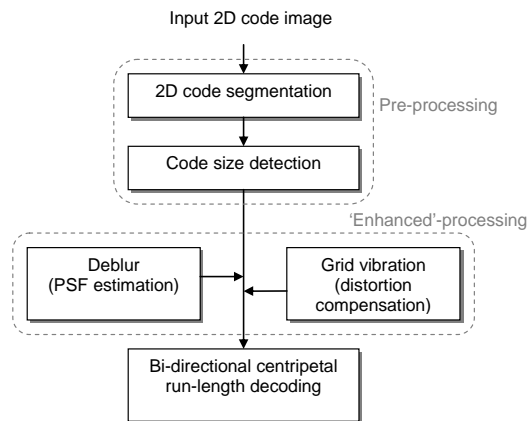 Input 2D code image
2D code segmentation
Pre-processing
Code size detection
‘Enhanced’-processing
Deblur
(PSF estimation)
Grid vibration
(distortion
compensation)
Bi-directional centripetal
run-length decoding